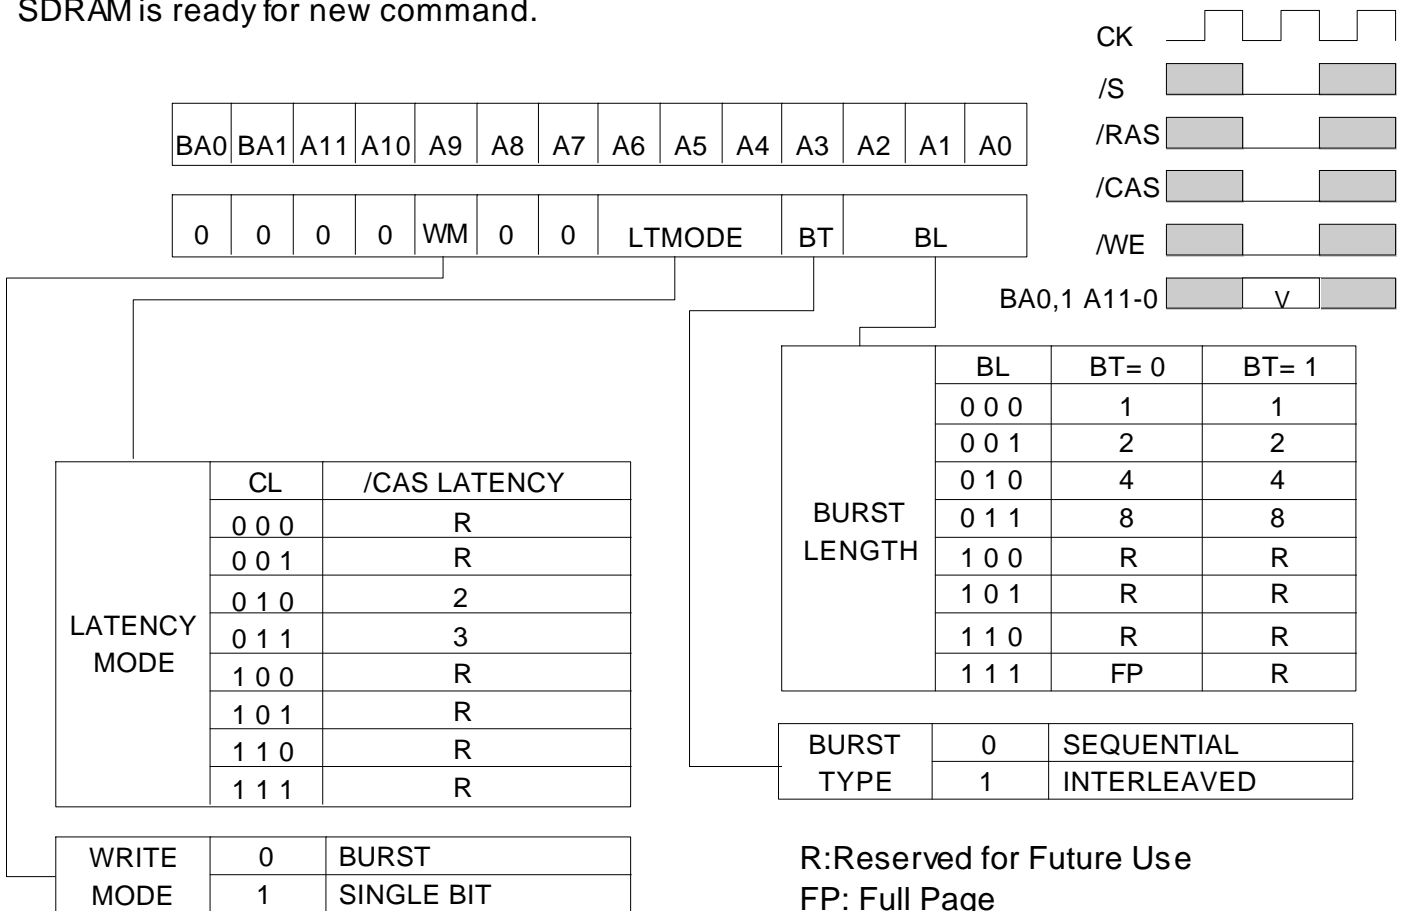 SDRAM is ready for new command.
CK
/S
/RAS
/CAS
/WE
BA0,1 A11-0 V
BA0 BA1 A11 A10 A9 A8 A7 A6 A5 A4 A3 A2 A1 A0
0 0 0 0 WM 0 0 LTMODE BT BL
BURST LENGTH
BL BT= 0 BT= 1
0 0 0 1 1
0 0 1 2 2
0 1 0 4 4
0 1 1 8 8
1 0 0 R R
1 0 1 R R
1 1 0 R R
1 1 1 FP R
LATENCY MODE
CL /CAS LATENCY
0 0 0 R
0 0 1 R
0 1 0 2
0 1 1 3
1 0 0 R
1 0 1 R
1 1 0 R
1 1 1 R
BURST TYPE
0 SEQUENTIAL
1 INTERLEAVED
WRITE MODE
0 BURST
1 SINGLE BIT
R:Reserved for Future Use
FP: Full Page